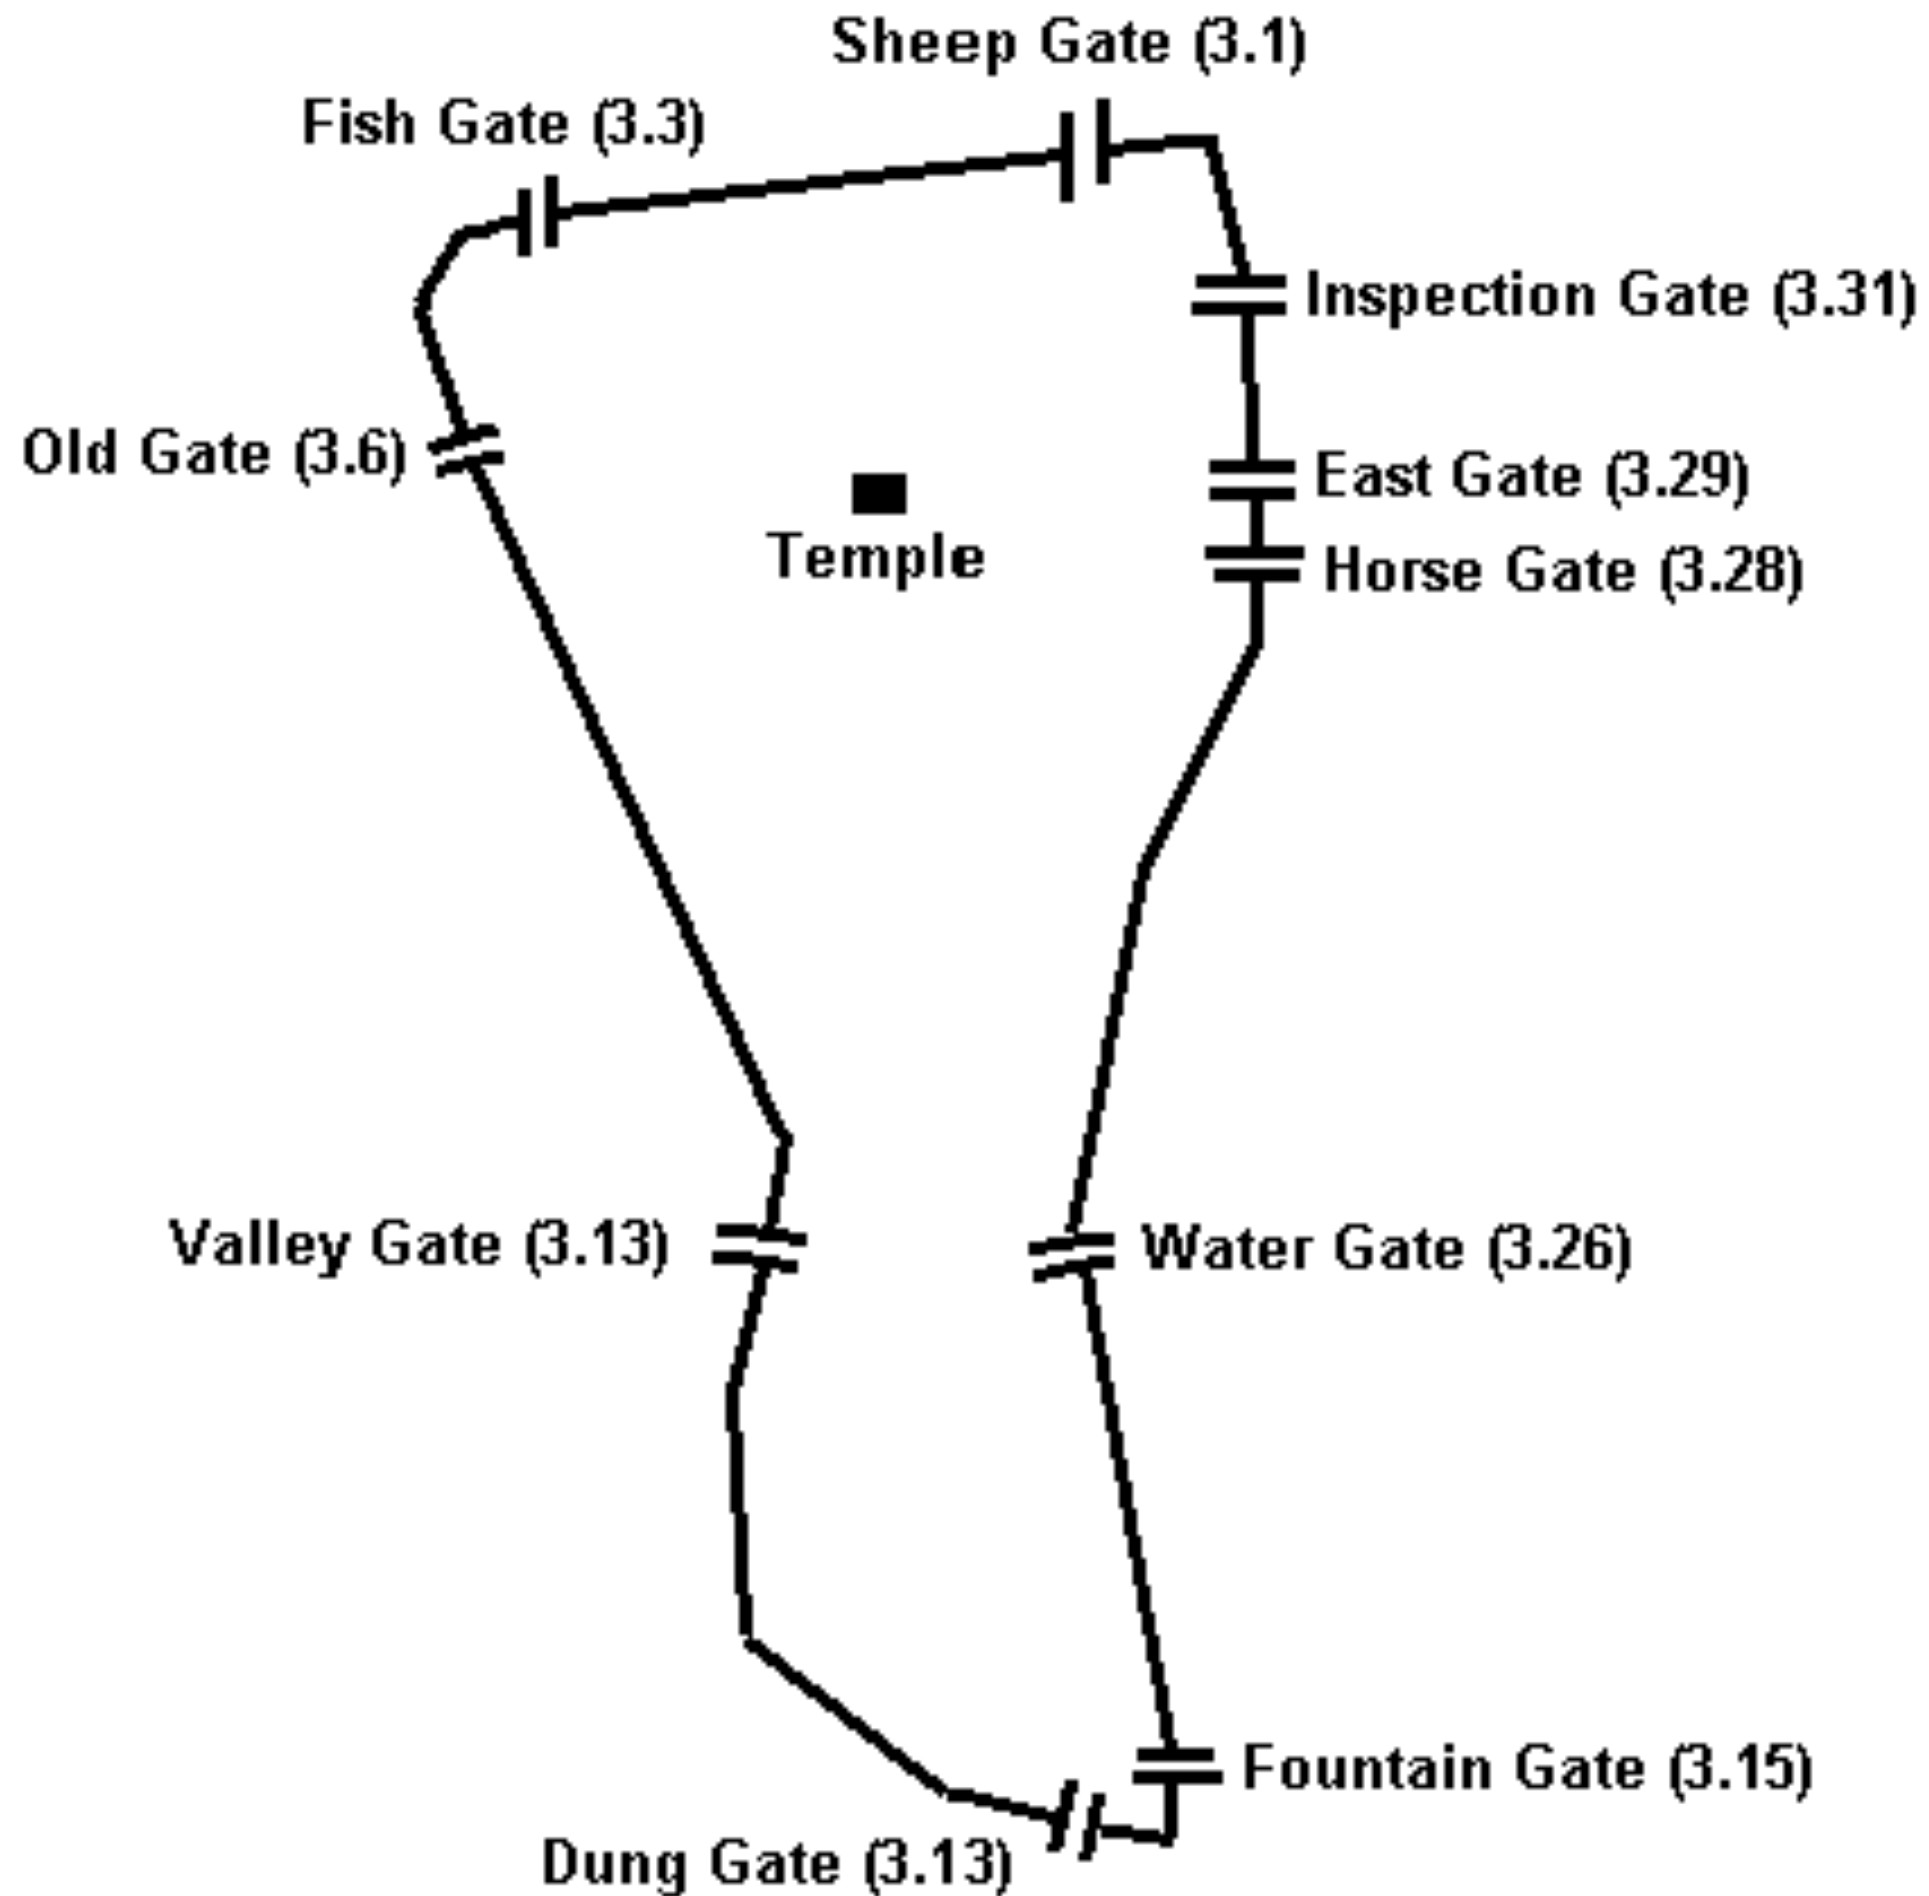 Sheep Gate (3.1)
Fish Gate (3.3)
Inspection Gate (3.31)
Old Gate (3.6)
East Gate (3.29)
Temple
Horse Gate (3.28)
Valley Gate (3.13)
Water Gate (3.26)
Fountain Gate (3.15)
Dung Gate (3.13)